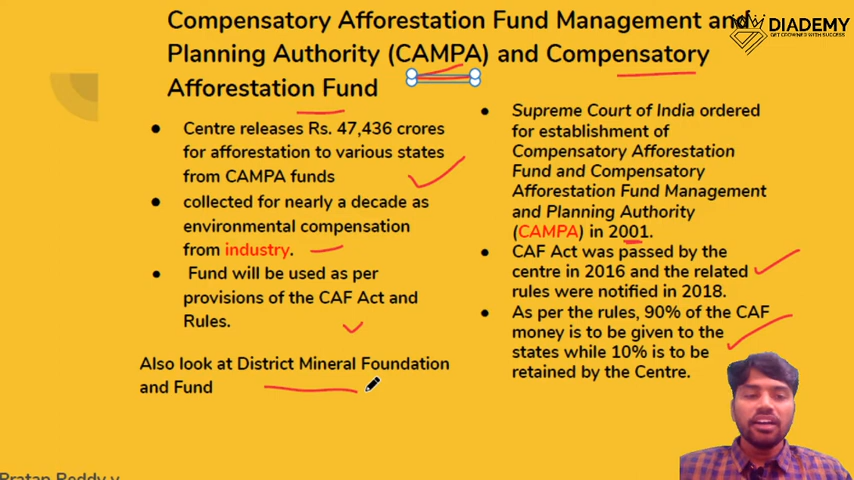 Compensatory Afforestation Fund Management and
Planning Authority (CAMPA) and Compensatory
Afforestation Fund
DIADEMY
GET CROWNED WITH SUCCESS
● Centre releases Rs. 47,436 crores
for afforestation to various states
from CAMPA funds
● collected for nearly a decade as
environmental compensation
from industry.
● Fund will be used as per
provisions of the CAF Act and
Rules.
Also look at District Mineral Foundation
and Fund
● Supreme Court of India ordered
for establishment of
Compensatory Afforestation
Fund and Compensatory
Afforestation Fund Management
and Planning Authority
(CAMPA) in 2001.
● CAF Act was passed by the
centre in 2016 and the related
rules were notified in 2018.
● As per the rules, 90% of the CAF
money is to be given to the
states while 10% is to be
retained by the Centre.
Pratap Reddy v